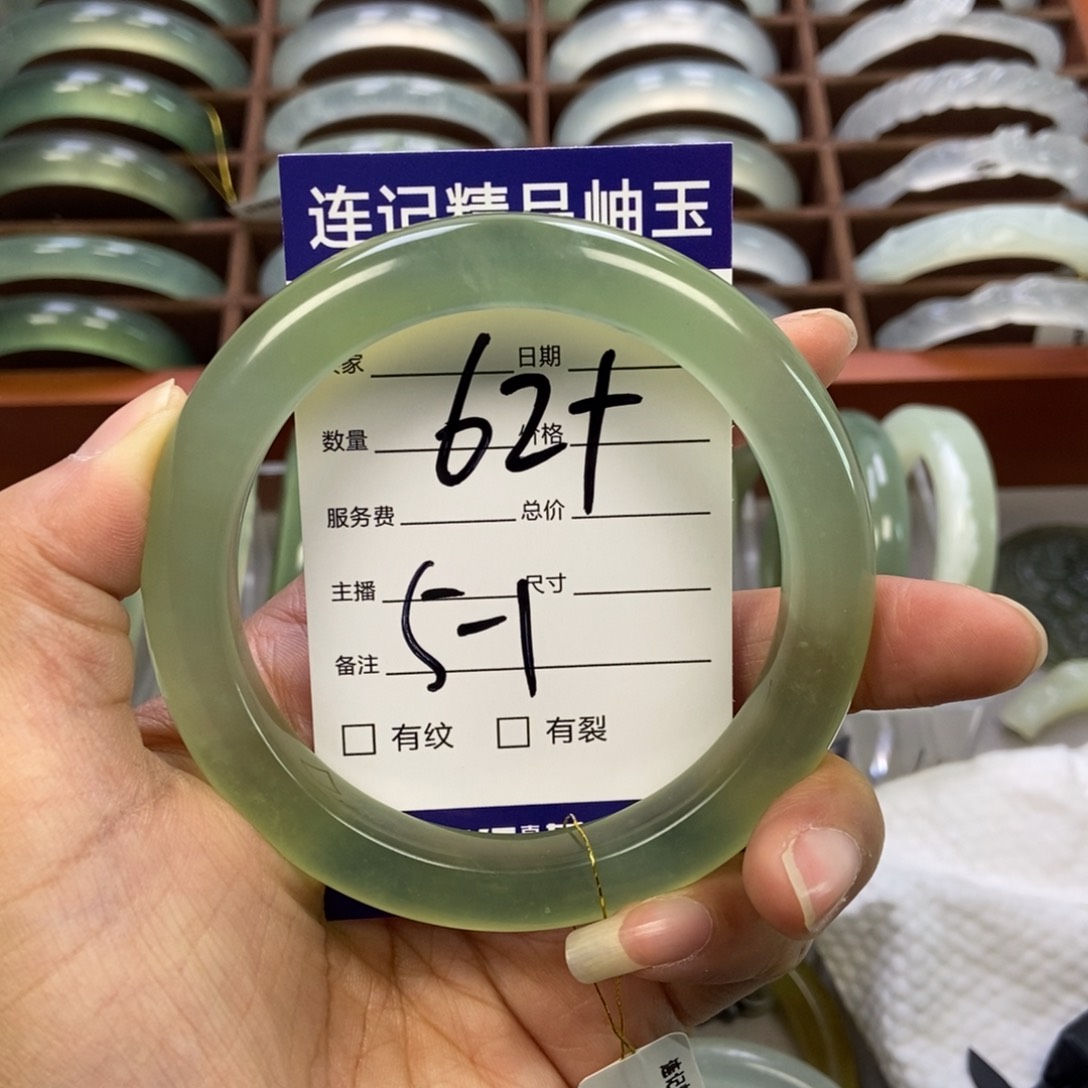 连记精品岫玉
家 日期
62+
数量 价格
服务费 总价
主播 尺寸
5-1
备注
有纹 有裂